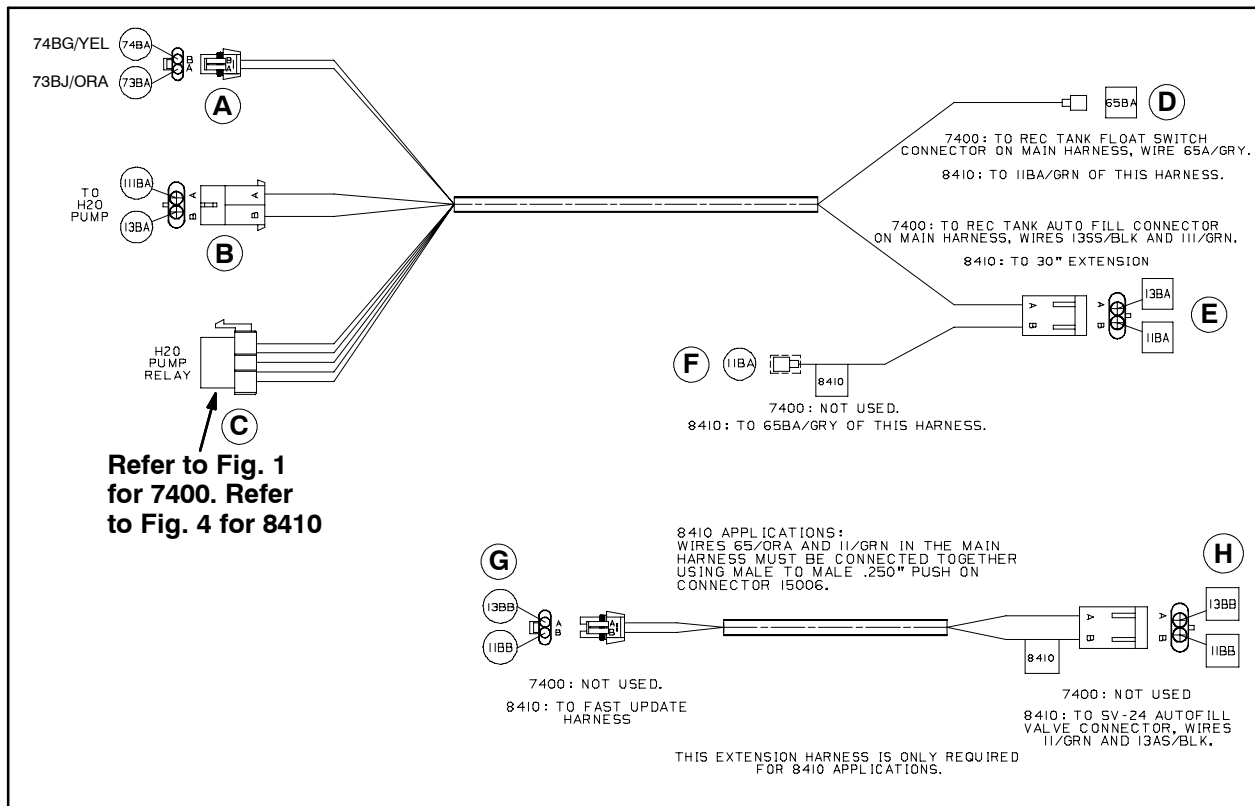 74BG/YEL
74BA
73BJ/ORA
73BA
B
A
B
A
A
TO
H2O
PUMP
111BA
13BA
A
B
A
B
B
H2O
PUMP
RELAY
C
Refer to Fig. 1
for 7400. Refer
to Fig. 4 for 8410
65BA
D
7400: TO REC TANK FLOAT SWITCH
CONNECTOR ON MAIN HARNESS, WIRE 65A/GRY.
8410: TO 11BA/GRN OF THIS HARNESS.
7400: TO REC TANK AUTO FILL CONNECTOR
ON MAIN HARNESS, WIRES 13SS/BLK AND 111/GRN.
8410: TO 30" EXTENSION
A
B
A
B
13BA
11BA
E
F
11BA
8410
7400: NOT USED.
8410: TO 65BA/GRY OF THIS HARNESS.
8410 APPLICATIONS:
WIRES 65/ORA AND 11/GRN IN THE MAIN
HARNESS MUST BE CONNECTED TOGETHER
USING MALE TO MALE .250" PUSH ON
CONNECTOR 15006.
G
13BB
11BB
A
B
A
B
7400: NOT USED.
8410: TO FAST UPDATE
HARNESS
8410
A
B
A
B
H
13BB
11BB
7400: NOT USED
8410: TO SV-24 AUTOFILL
VALVE CONNECTOR, WIRES
11/GRN AND 13AS/BLK.
THIS EXTENSION HARNESS IS ONLY REQUIRED
FOR 8410 APPLICATIONS.